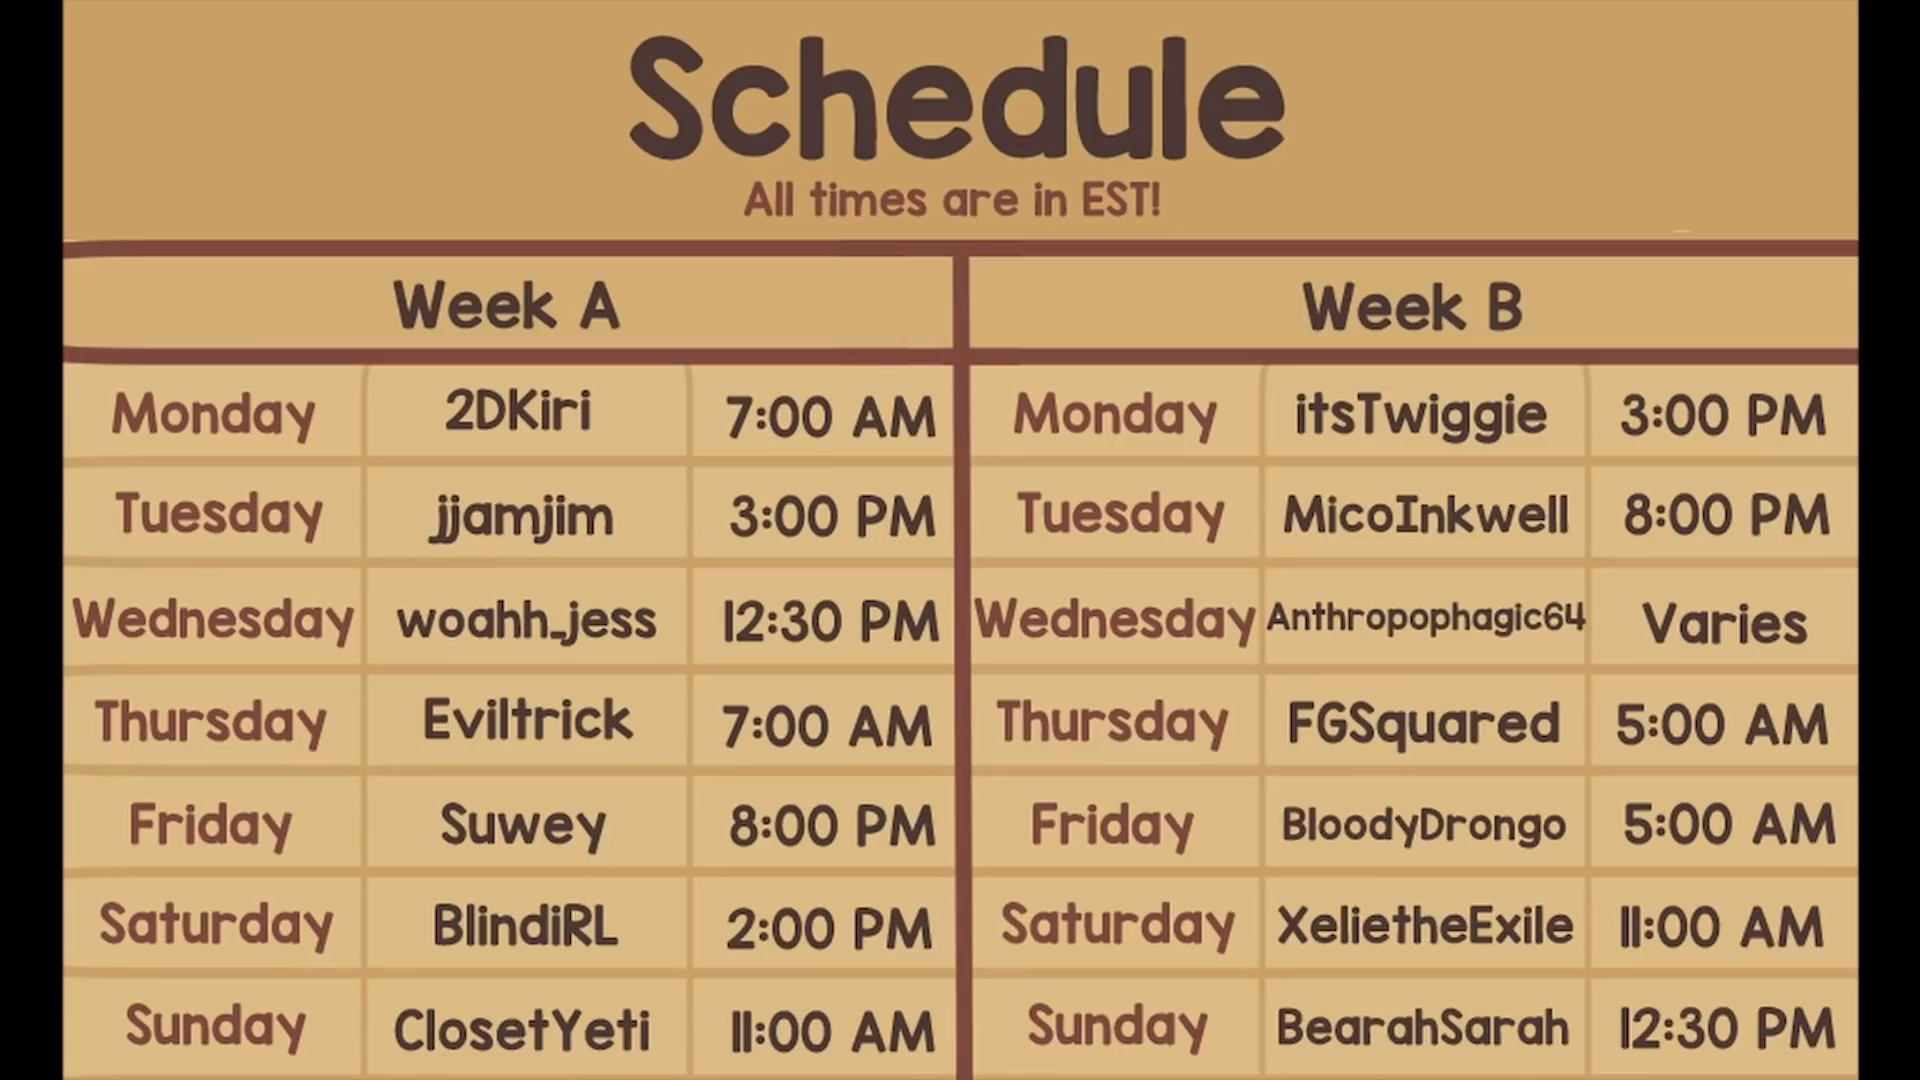 Schedule
All times are in EST!
Week A Week B
Monday 2DKiri 7:00 AM Monday itsTwiggie 3:00 PM
Tuesday jjamjim 3:00 PM Tuesday MicoInkwell 8:00 PM
Wednesday woahh_jess 12:30 PM Wednesday Anthropophagic64 Varies
Thursday Eviltrick 7:00 AM Thursday FGSquared 5:00 AM
Friday Suwey 8:00 PM Friday BloodyDrongo 5:00 AM
Saturday BlindiRL 2:00 PM Saturday XelietheExile 11:00 AM
Sunday ClosetYeti 11:00 AM Sunday BearahSarah 12:30 PM